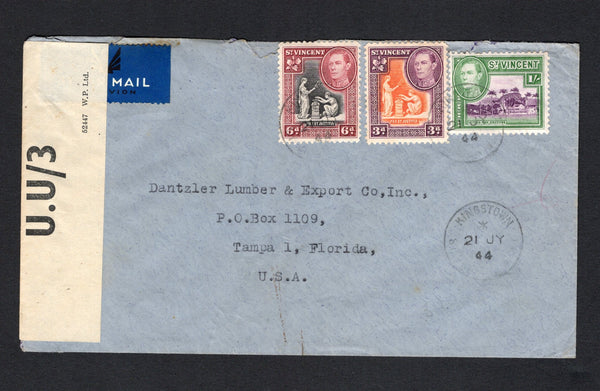 U.U/3
52447 W.P. Ltd.
MAIL
ST VINCENT
6d 6d
ST VINCENT
3d 3d
ST VINCENT
1/-
44
Dantzler Lumber & Export Co,Inc.,
P.O.Box 1109,
Tampa 1, Florida,
U.S.A.
KINGSTOWN
21 JY
44